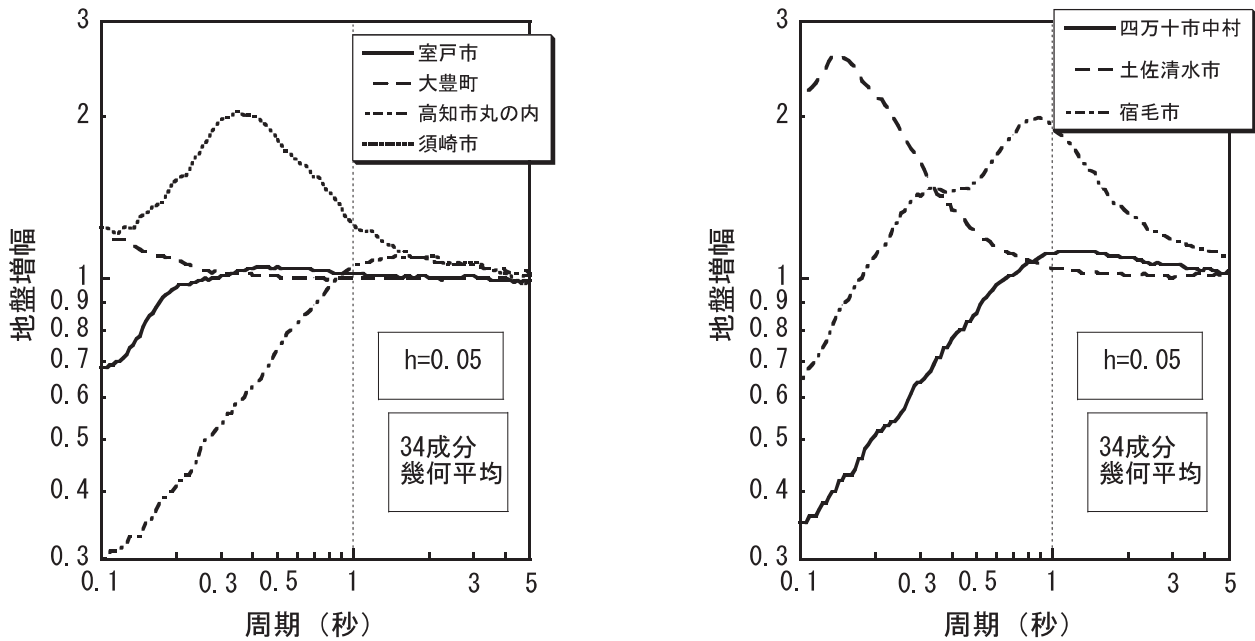 3
2
1
0.9
0.8
0.7
0.6
0.5
0.4
0.3
地盤増幅
室戸市
大豊町
高知市丸の内
須崎市
h=0.05
34成分
幾何平均
0.1
0.3
0.5
1
3
5
周期（秒）
3
2
1
0.9
0.8
0.7
0.6
0.5
0.4
0.3
地盤増幅
四万十市中村
土佐清水市
宿毛市
h=0.05
34成分
幾何平均
0.1
0.3
0.5
1
3
5
周期（秒）